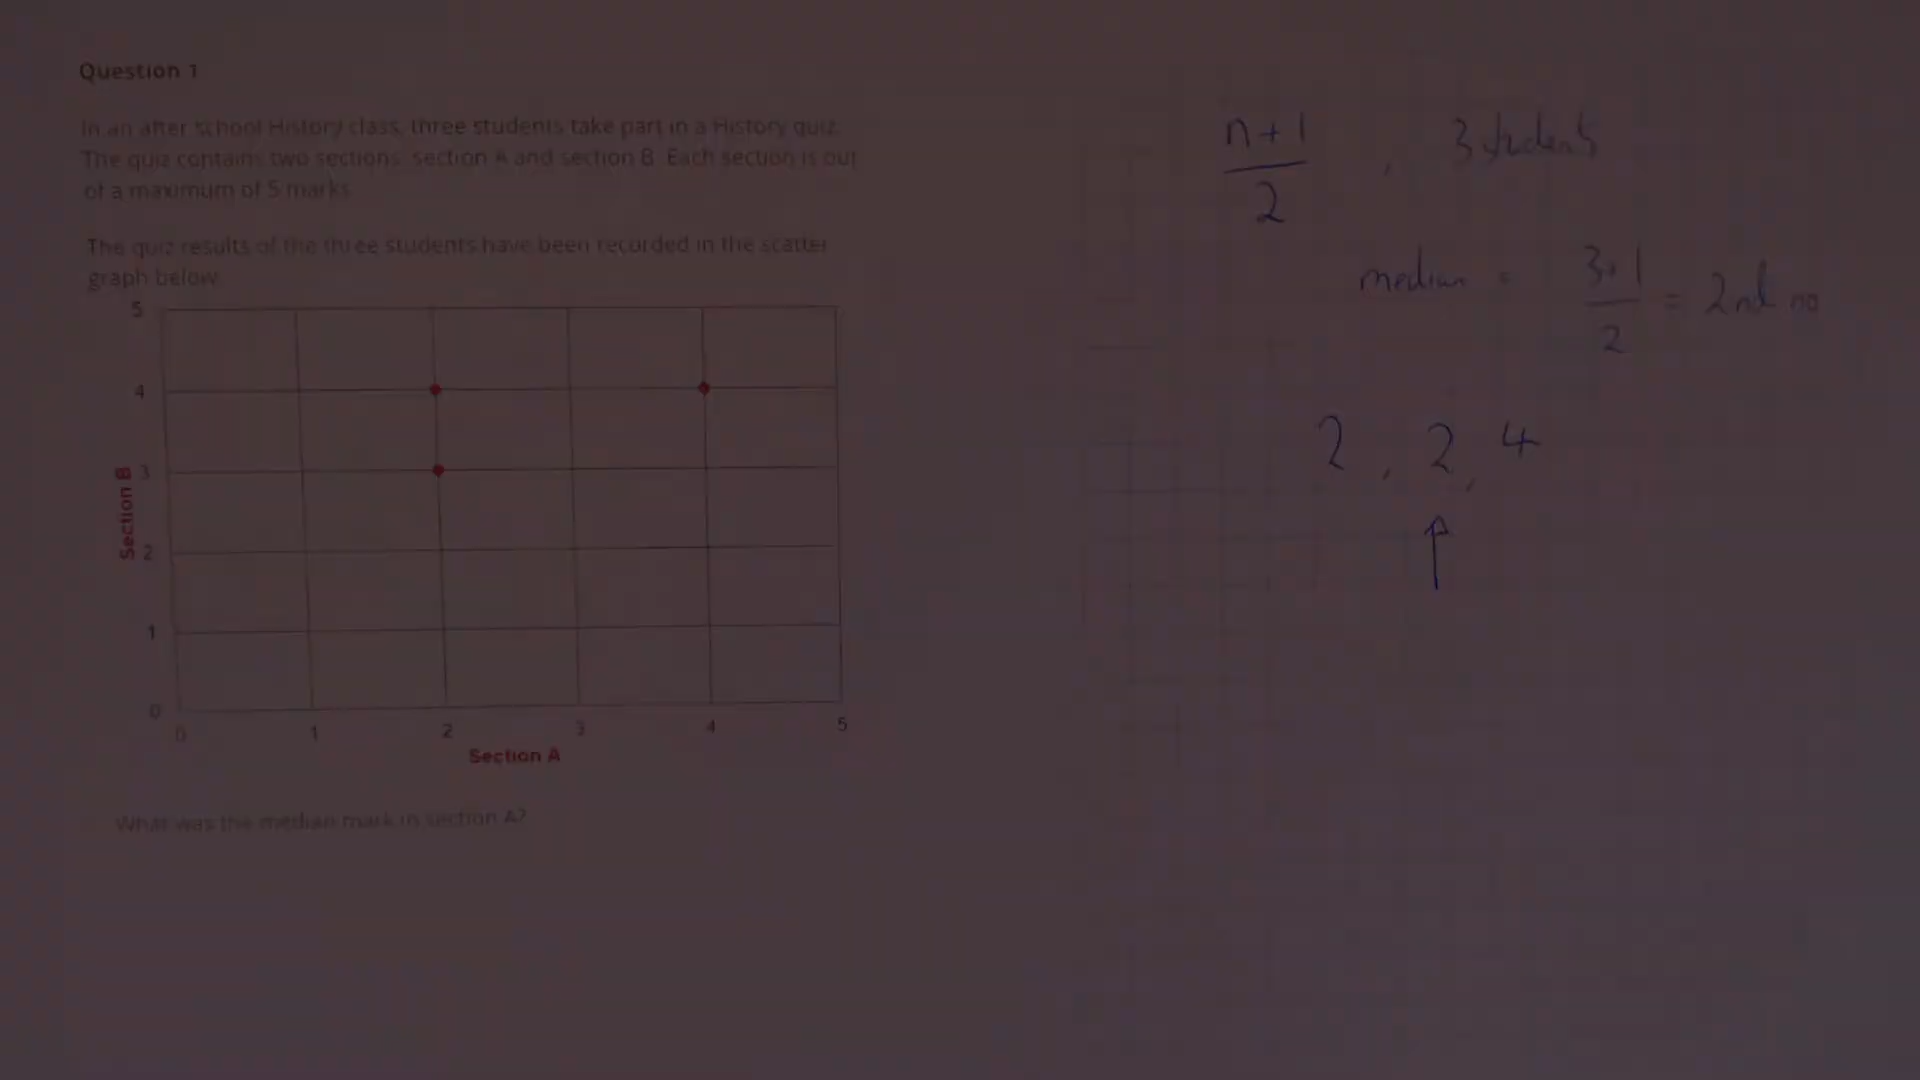 Question 1
In an after school History class, three students take part in a History quiz.
The quiz contains two sections, section A and section B. Each section is out
of a maximum of 5 marks.
The quiz results of the three students have been recorded in the scatter
graph below.
5
4
3
2
1
0
Section B
0 1 2 3 4 5
Section A
What was the median mark in section A?
n + 1
2
, 3 students
median = 3+1
2
= 2nd no
2 , 2 , 4